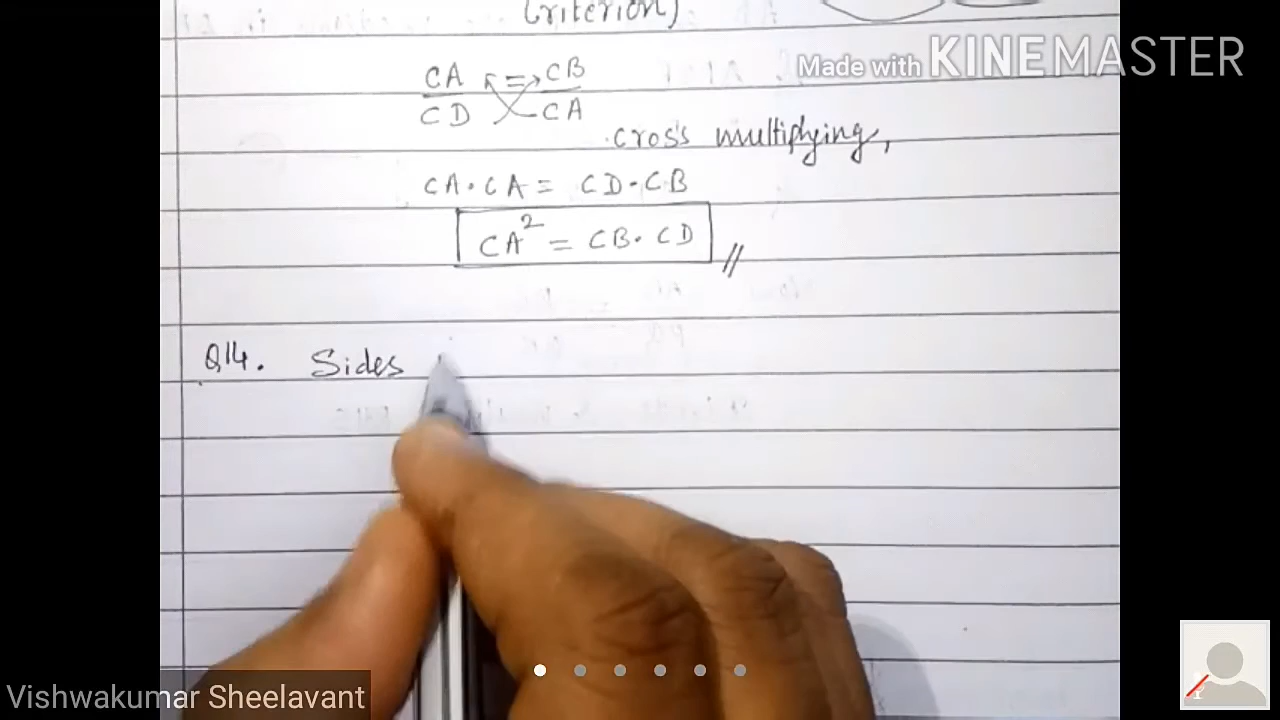 Criterion)
Made with KINEMASTER
CA = CB
CD CA
cross multiplying,
CA · CA = CD · CB
CA² = CB · CD //
Q14. Sides
Vishwakumar Sheelavant